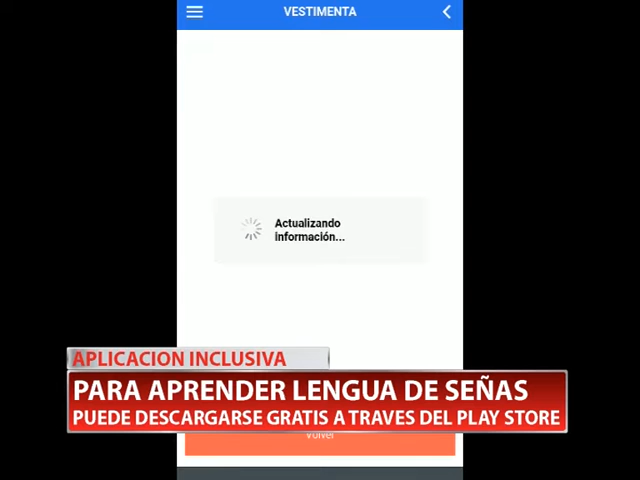 VESTIMENTA
Actualizando
información...
APLICACION INCLUSIVA
PARA APRENDER LENGUA DE SEÑAS
PUEDE DESCARGARSE GRATIS A TRAVES DEL PLAY STORE
Volver